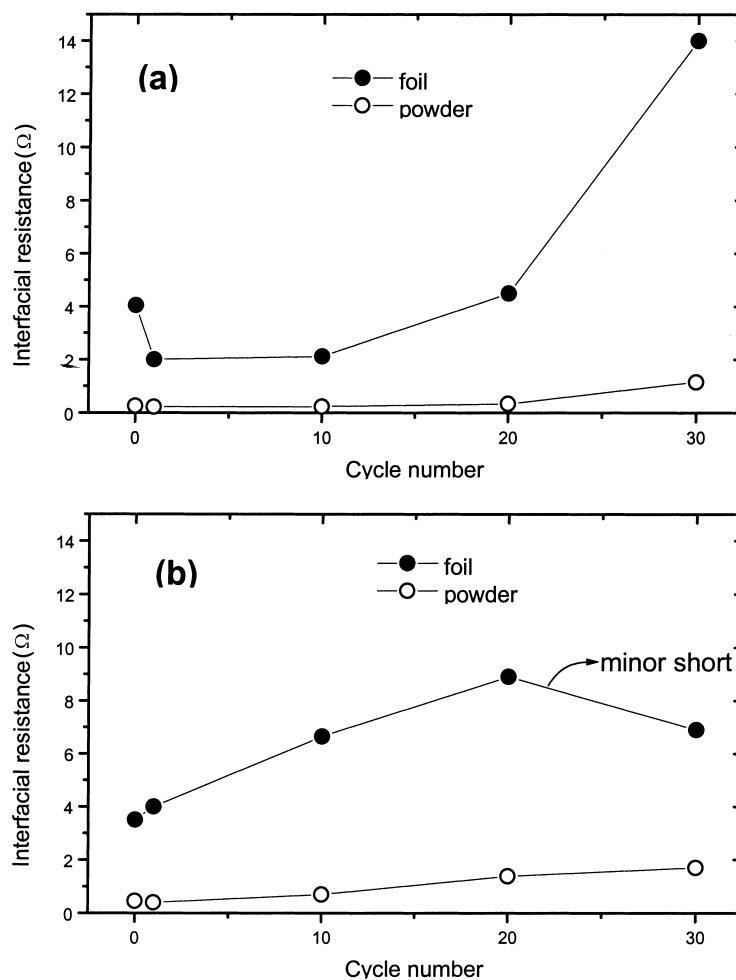 (a)
foil
powder
14
12
10
8
6
4
2
0
Interfacial resistance(Ω)
0 10 20 30
Cycle number
(b)
foil
powder
minor short
14
12
10
8
6
4
2
0
Interfacial resistance(Ω)
0 10 20 30
Cycle number